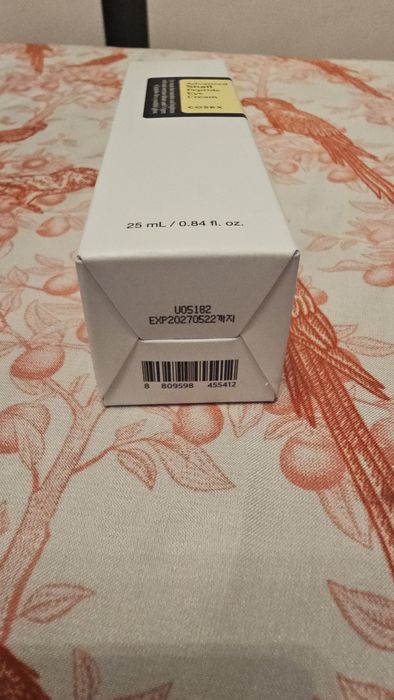 Advanced
Snail
Peptide
Eye
Cream
COSRX
25 mL / 0.84 fl. oz.
U05182
EXP20270522까지
8 809598 455412